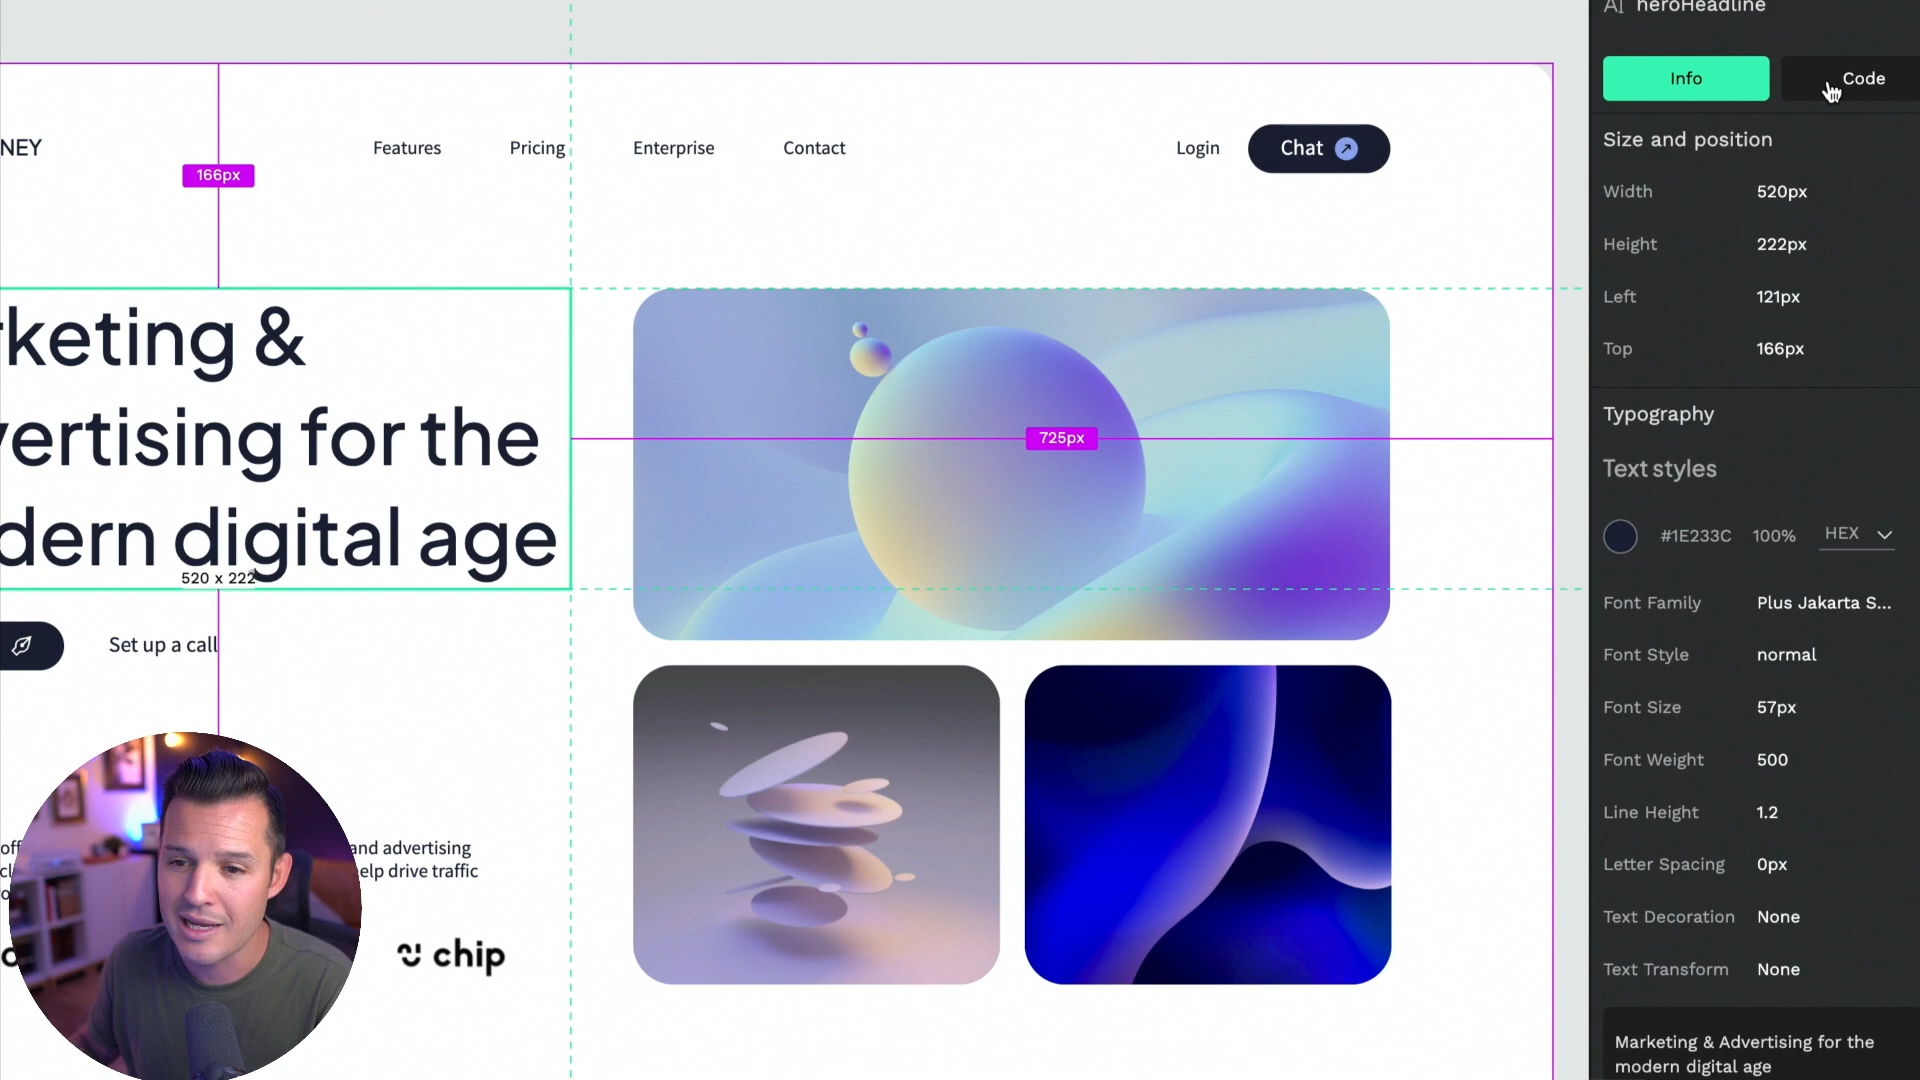 heroHeadline
Info
Code
NEY
Features
Pricing
Enterprise
Contact
Login
Chat
166px
rketing &
vertising for the
dern digital age
520 x 222
725px
Set up a call
and advertising
elp drive traffic
chip
Size and position
Width 520px
Height 222px
Left 121px
Top 166px
Typography
Text styles
#1E233C 100% HEX
Font Family Plus Jakarta S...
Font Style normal
Font Size 57px
Font Weight 500
Line Height 1.2
Letter Spacing 0px
Text Decoration None
Text Transform None
Marketing & Advertising for the
modern digital age